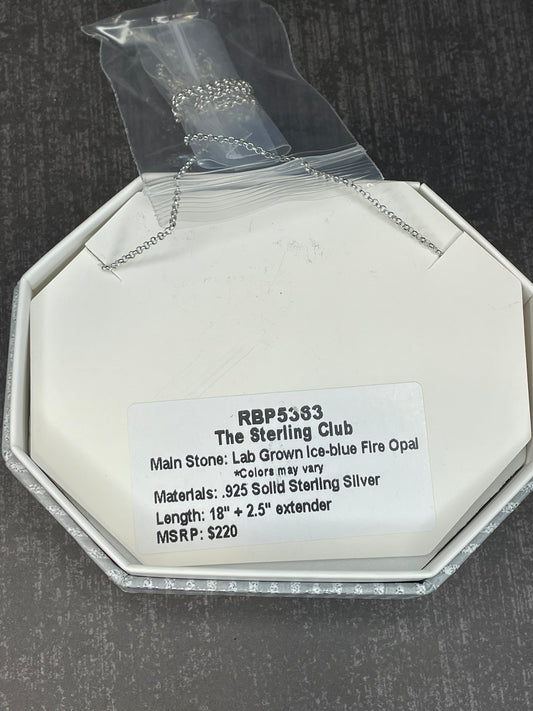 RBP5383
The Sterling Club
Main Stone: Lab Grown Ice-blue Fire Opal
*Colors may vary
Materials: .925 Solid Sterling Silver
Length: 18" + 2.5" extender
MSRP: $220